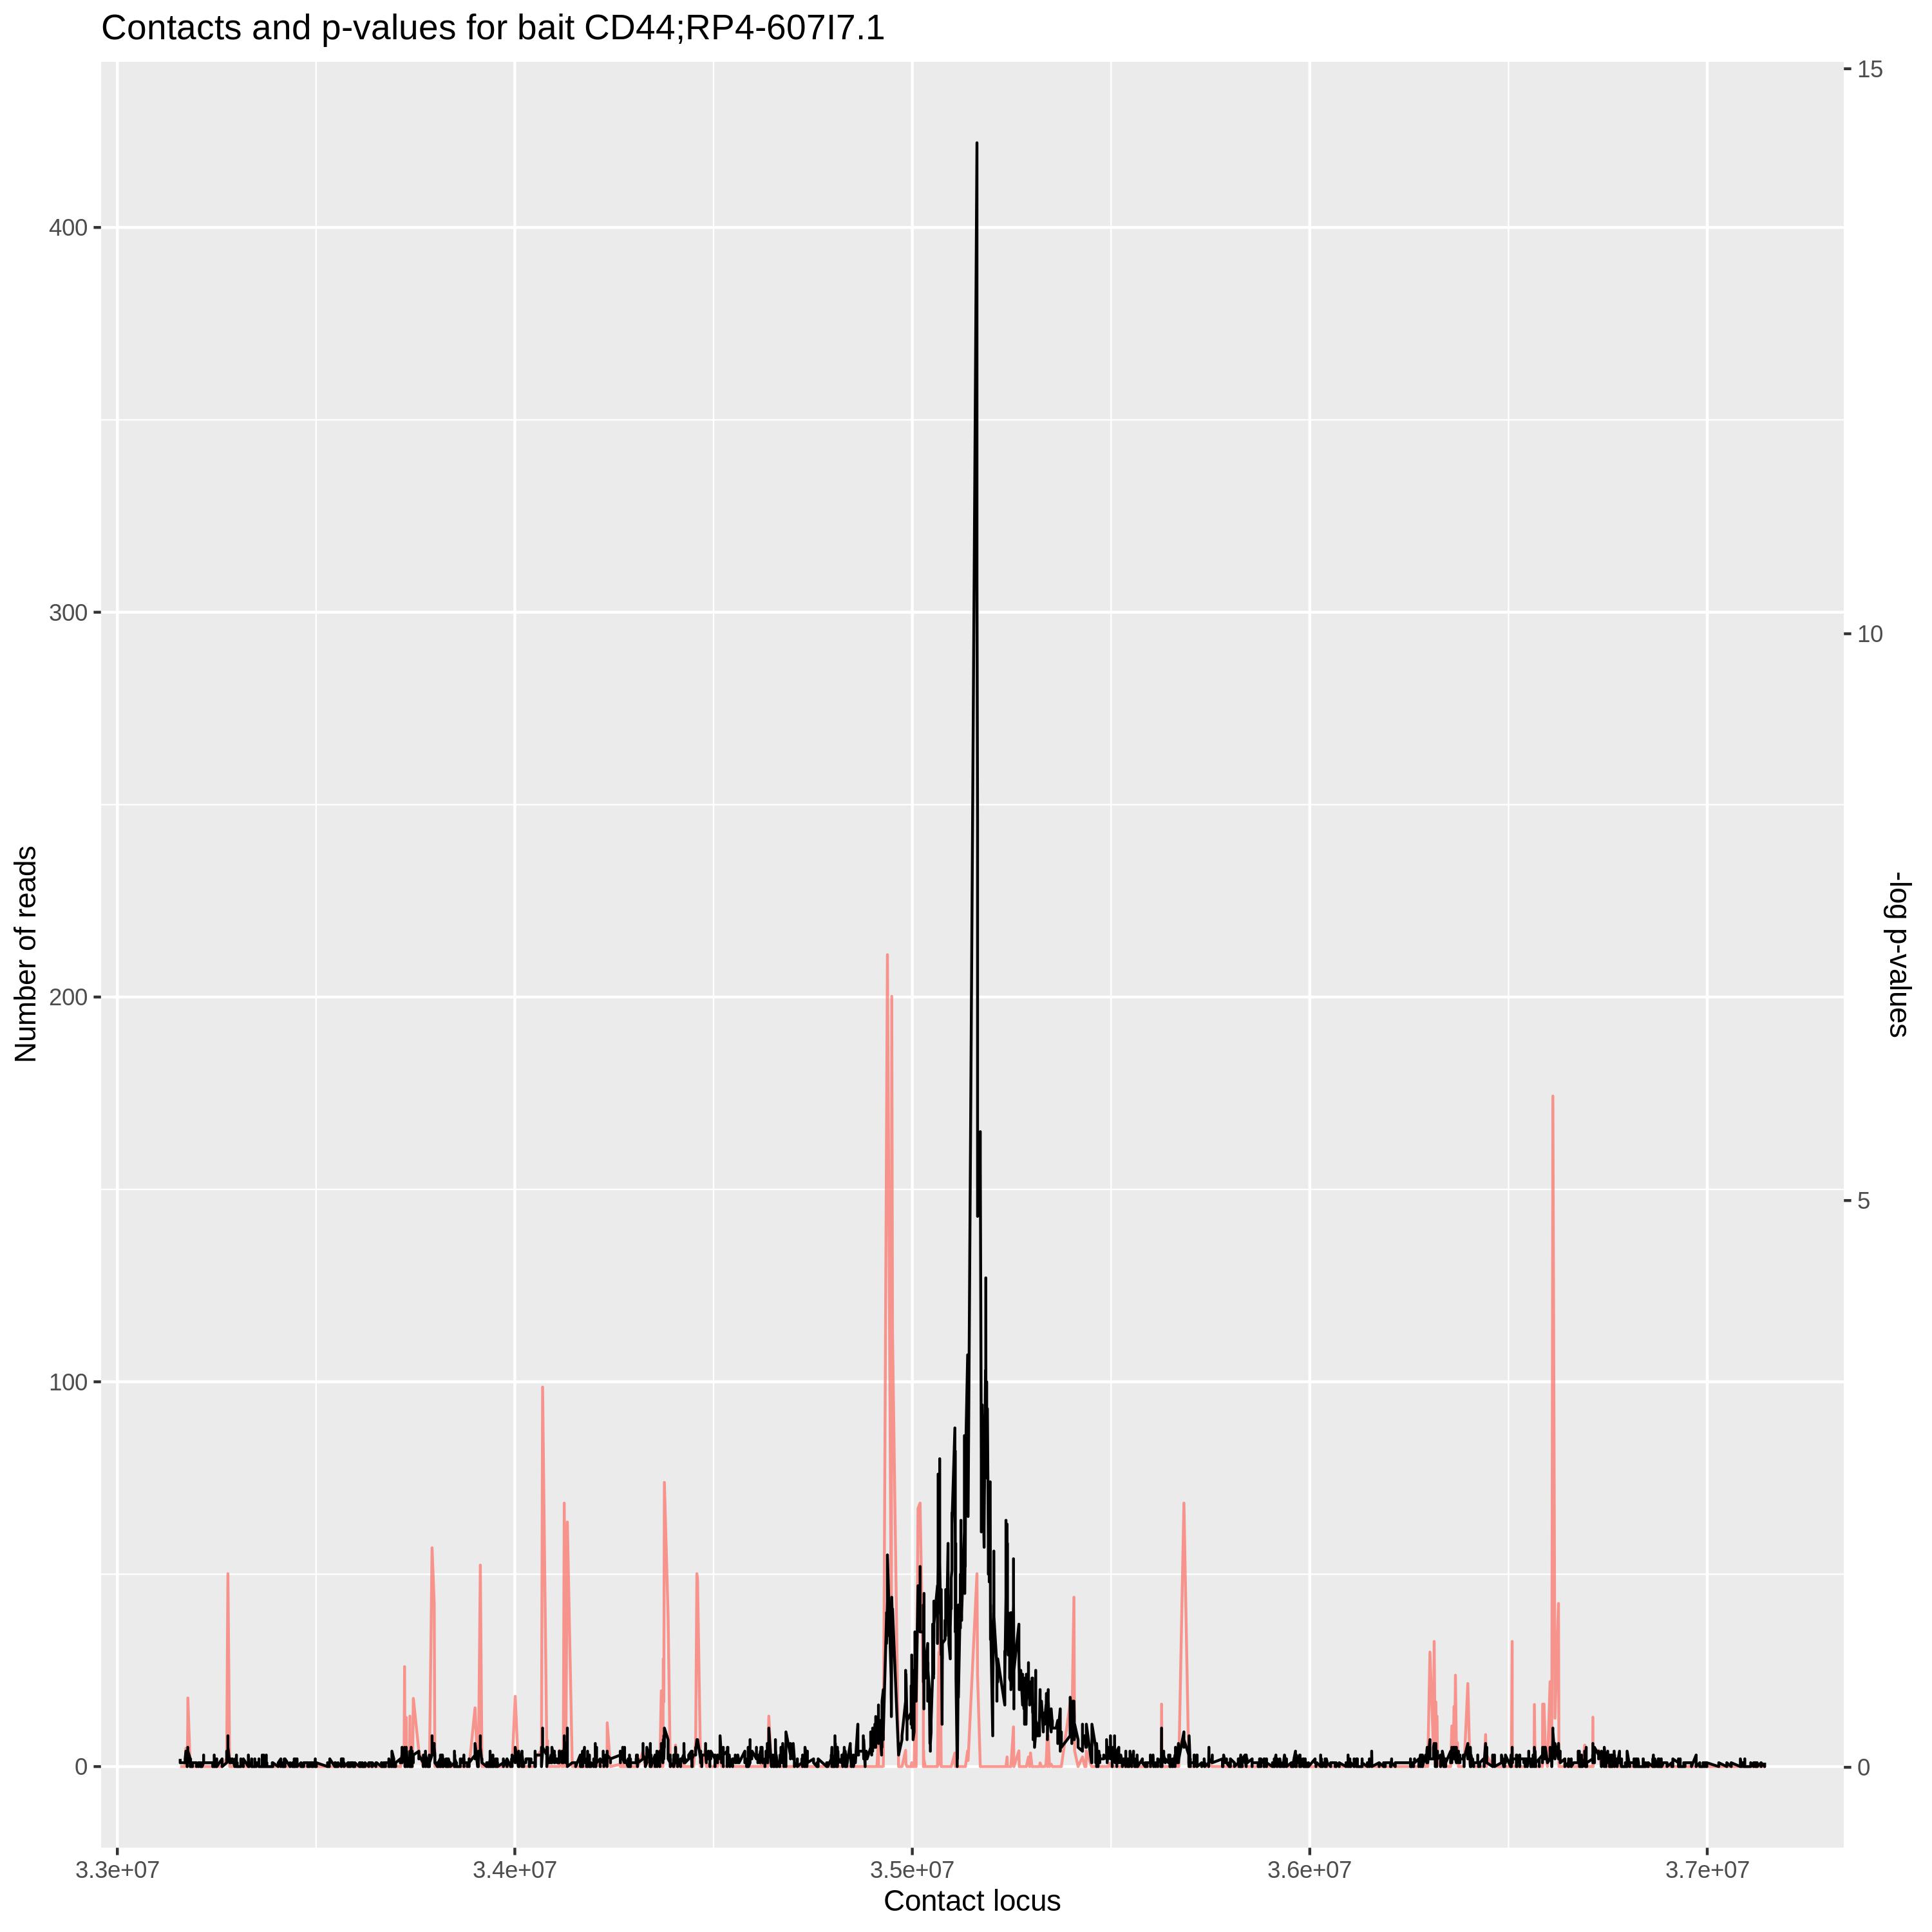 Contacts and p-values for bait CD44;RP4-607I7.1
Number of reads
400
300
200
100
0
15
10
5
0
-log p-values
3.3e+07
3.4e+07
3.5e+07
3.6e+07
3.7e+07
Contact locus